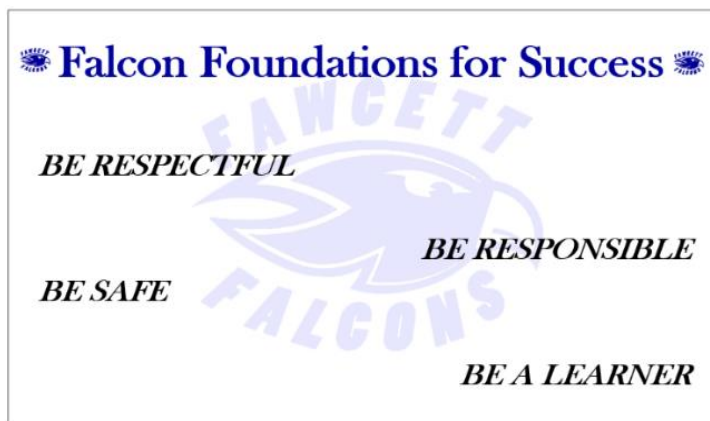 Falcon Foundations for Success
FAWCETT
BE RESPECTFUL
BE RESPONSIBLE
BE SAFE
FALCONS
BE A LEARNER